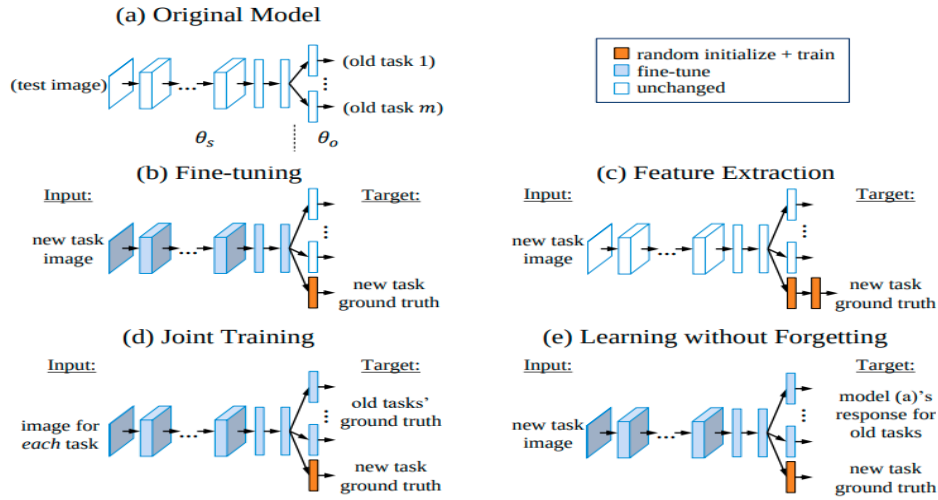 (a) Original Model
(test image)
...
(old task 1)
⋮
(old task m)
θs
θo
random initialize + train
fine-tune
unchanged
(b) Fine-tuning
Input:
Target:
new task
image
...
⋮
new task
ground truth
(c) Feature Extraction
Input:
Target:
new task
image
...
⋮
new task
ground truth
(d) Joint Training
Input:
Target:
image for
each task
...
⋮
old tasks'
ground truth
new task
ground truth
(e) Learning without Forgetting
Input:
Target:
new task
image
...
⋮
model (a)'s
response for
old tasks
new task
ground truth